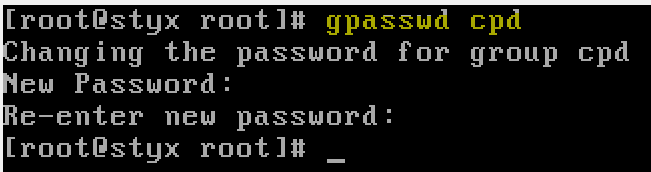 [root@styx root]# gpasswd cpd
Changing the password for group cpd
New Password:
Re-enter new password:
[root@styx root]# _